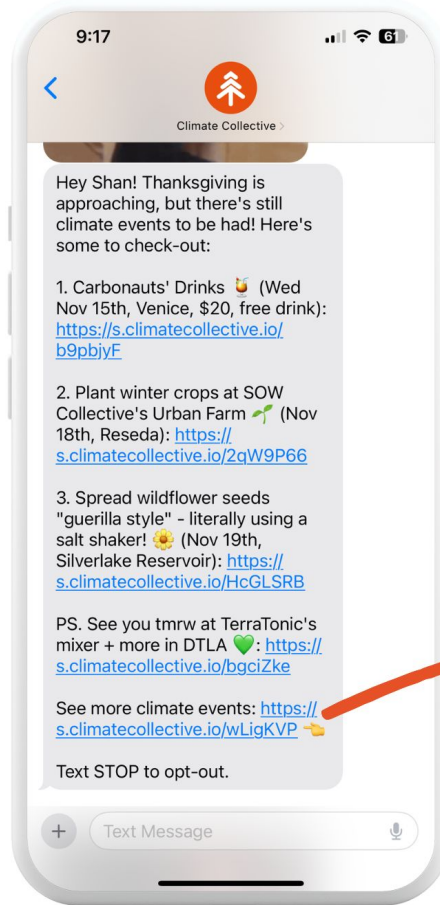 9:17
61
Climate Collective >
Hey Shan! Thanksgiving is
approaching, but there's still
climate events to be had! Here's
some to check-out:
1. Carbonauts' Drinks 🍹 (Wed
Nov 15th, Venice, $20, free drink):
https://s.climatecollective.io/
b9pbjyF
2. Plant winter crops at SOW
Collective's Urban Farm 🌱 (Nov
18th, Reseda): https://
s.climatecollective.io/2qW9P66
3. Spread wildflower seeds
"guerilla style" - literally using a
salt shaker! 🌼 (Nov 19th,
Silverlake Reservoir): https://
s.climatecollective.io/HcGLSRB
PS. See you tmrw at TerraTonic's
mixer + more in DTLA 💚: https://
s.climatecollective.io/bgciZke
See more climate events: https://
s.climatecollective.io/wLigKVP 👈
Text STOP to opt-out.
Text Message